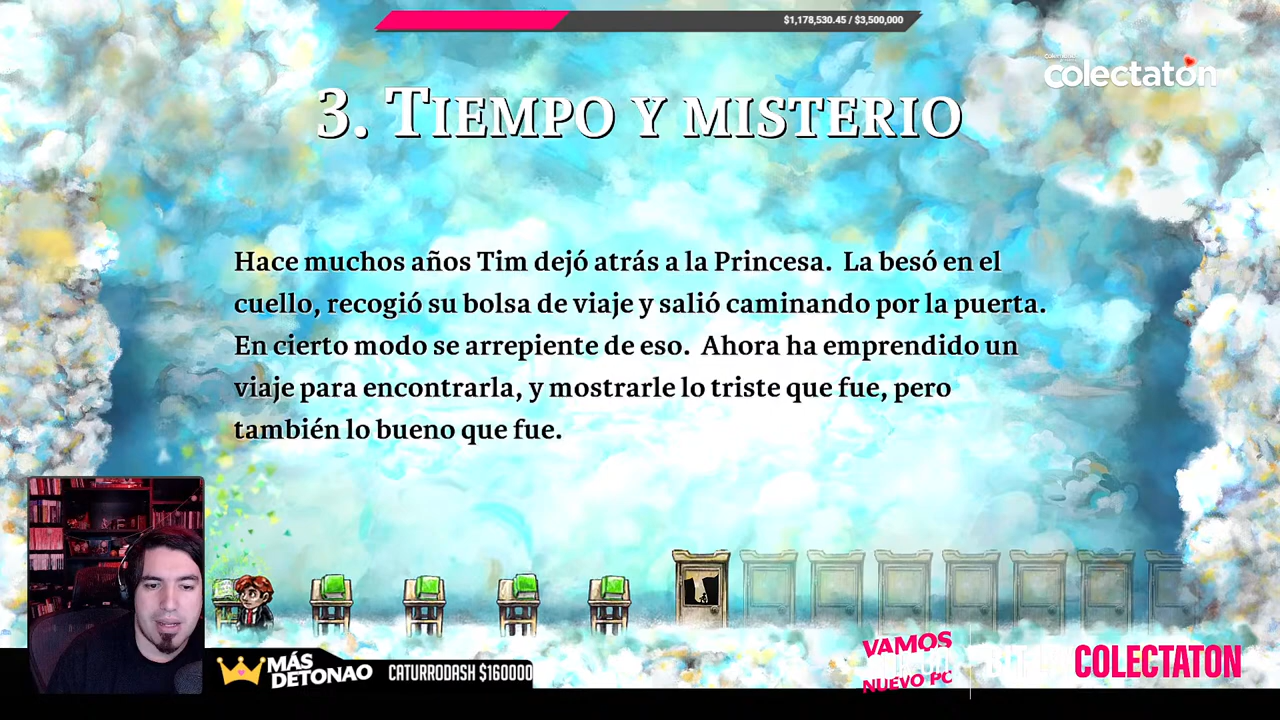 $1,178,530.45 / $3,500,000
colectatón
3. Tiempo y misterio
Hace muchos años Tim dejó atrás a la Princesa. La besó en el
cuello, recogió su bolsa de viaje y salió caminando por la puerta.
En cierto modo se arrepiente de eso. Ahora ha emprendido un
viaje para encontrarla, y mostrarle lo triste que fue, pero
también lo bueno que fue.
MÁS
DETONAO
CATURRODASH $160000
VAMOS
NUEVO PC
COLECTATON